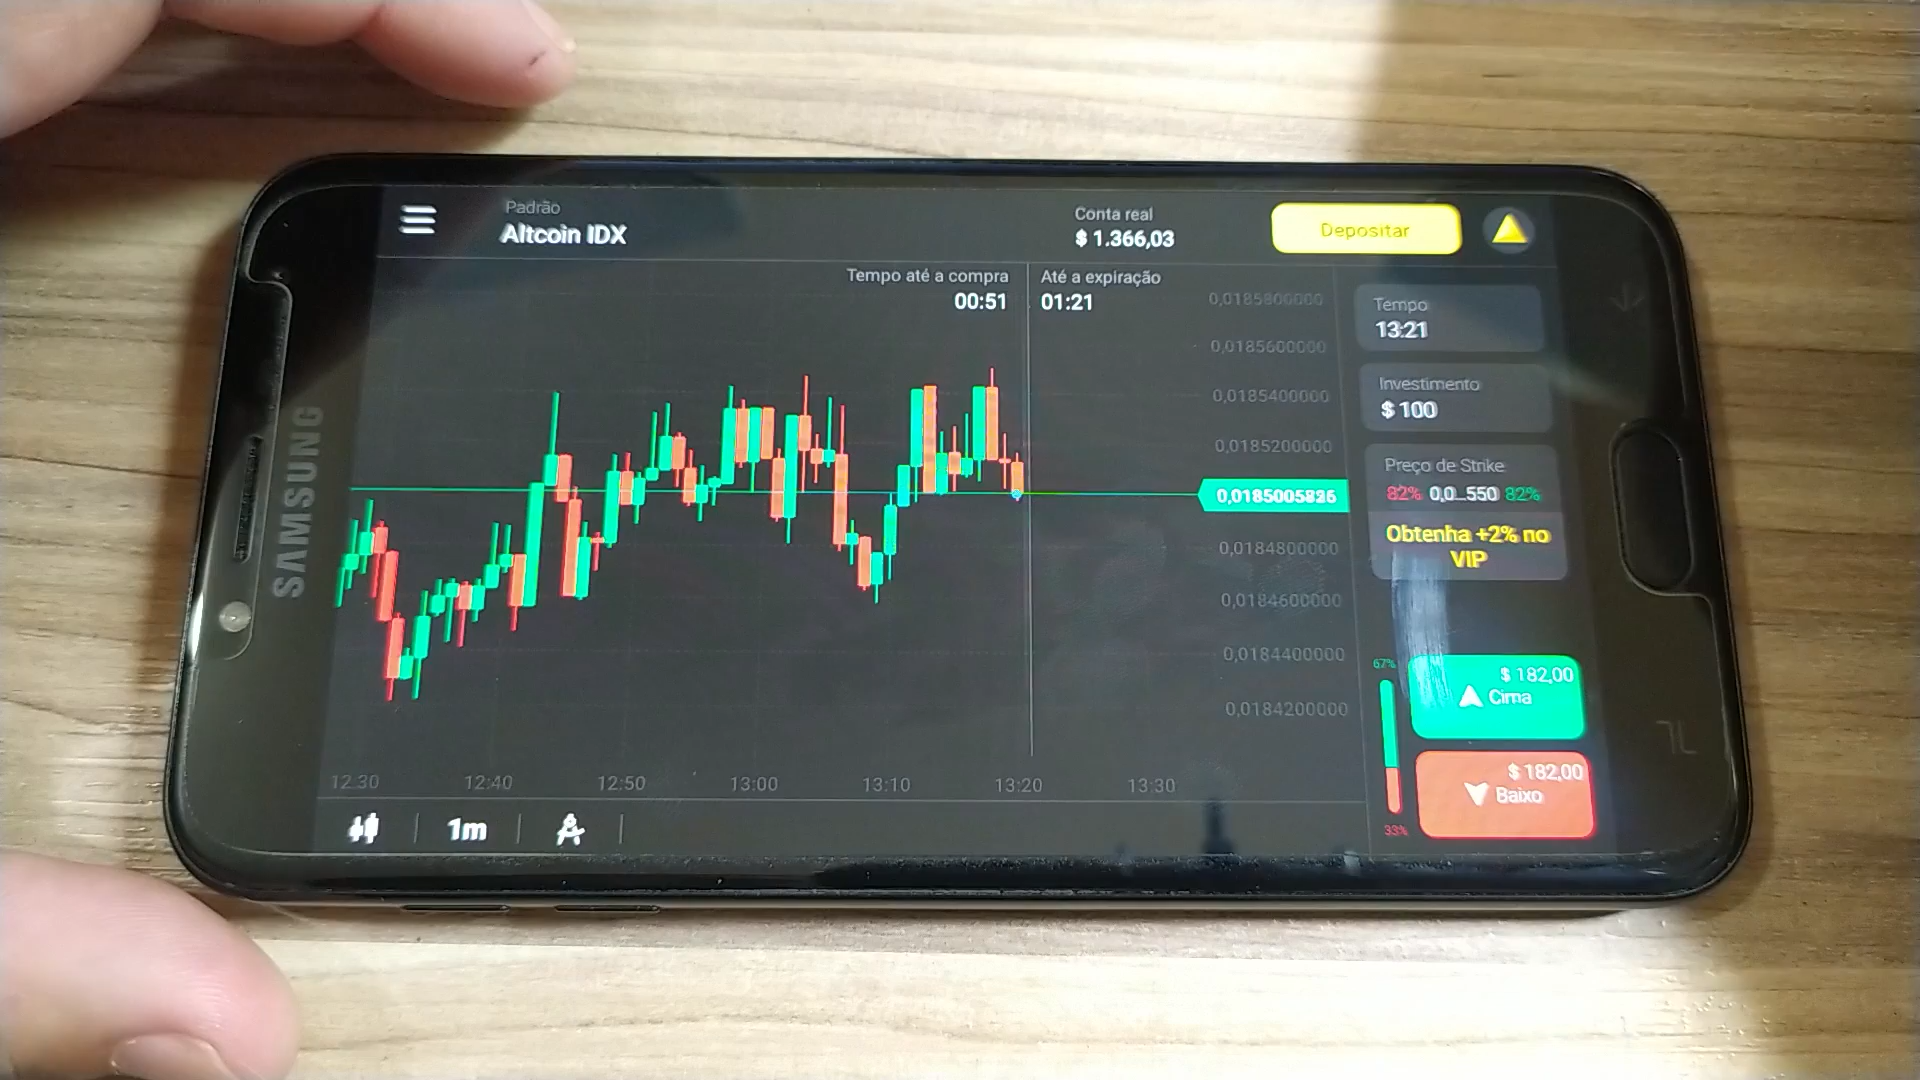 Padrão
Altcoin IDX
Conta real
$ 1.366,03
Depositar
Tempo até a compra
00:51
Até a expiração
01:21
0,0185800000
0,0185600000
0,0185400000
0,0185200000
0,0185005826
0,0184800000
0,0184600000
0,0184400000
0,0184200000
Tempo
13:21
Investimento
$ 100
Preço de Strike
82% 0,0...550 82%
Obtenha +2% no
VIP
67%
$ 182,00
Cima
$ 182,00
Baixo
33%
12:30
12:40
12:50
13:00
13:10
13:20
13:30
1m
SAMSUNG